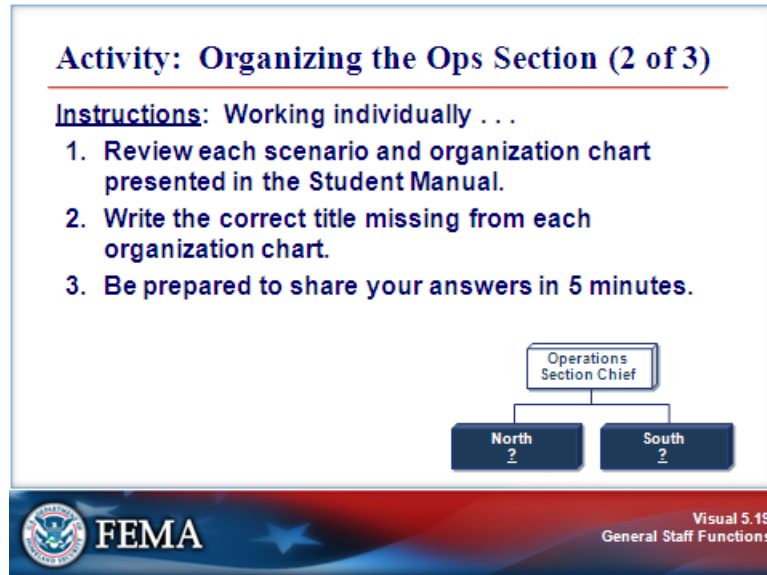 Activity: Organizing the Ops Section (2 of 3)
Instructions: Working individually . . .
1. Review each scenario and organization chart
presented in the Student Manual.
2. Write the correct title missing from each
organization chart.
3. Be prepared to share your answers in 5 minutes.
Operations
Section Chief
North
?
South
?
FEMA
Visual 5.19
General Staff Functions